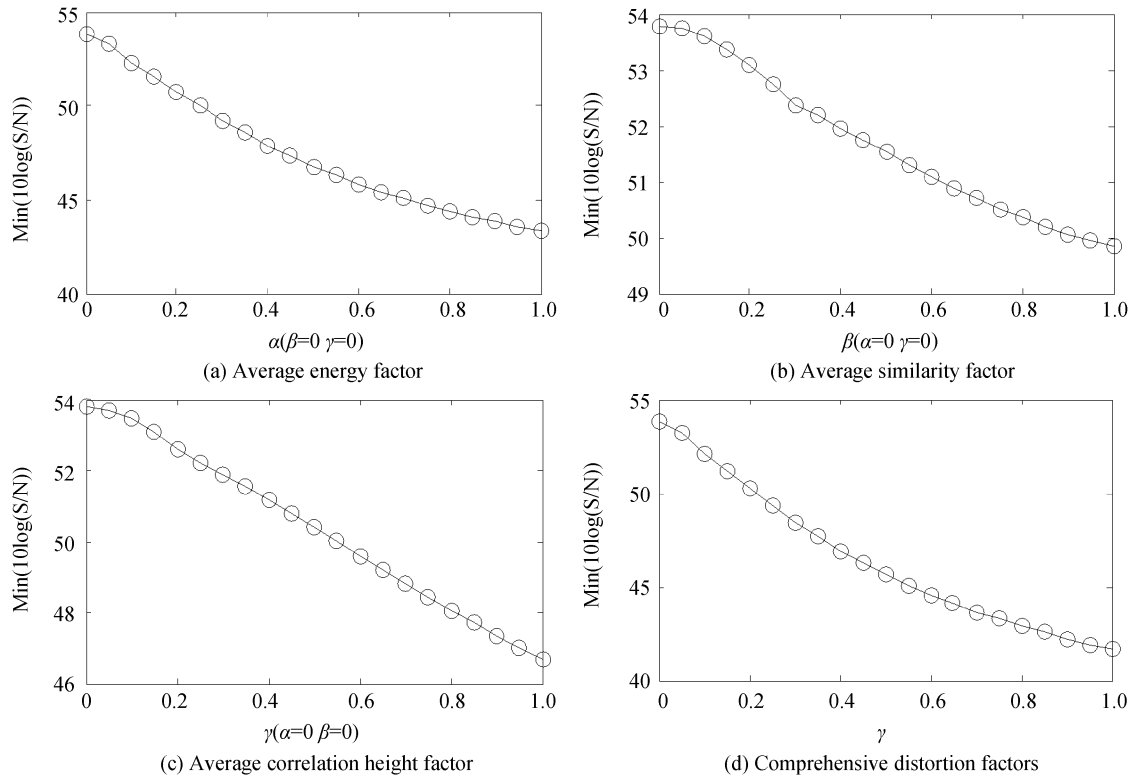 55
50
45
40
Min(10log(S/N))
0 0.2 0.4 0.6 0.8 1.0
α(β=0 γ=0)
(a) Average energy factor
54
53
52
51
50
49
Min(10log(S/N))
0 0.2 0.4 0.6 0.8 1.0
β(α=0 γ=0)
(b) Average similarity factor
54
52
50
48
46
Min(10log(S/N))
0 0.2 0.4 0.6 0.8 1.0
γ(α=0 β=0)
(c) Average correlation height factor
55
50
45
40
Min(10log(S/N))
0 0.2 0.4 0.6 0.8 1.0
γ
(d) Comprehensive distortion factors